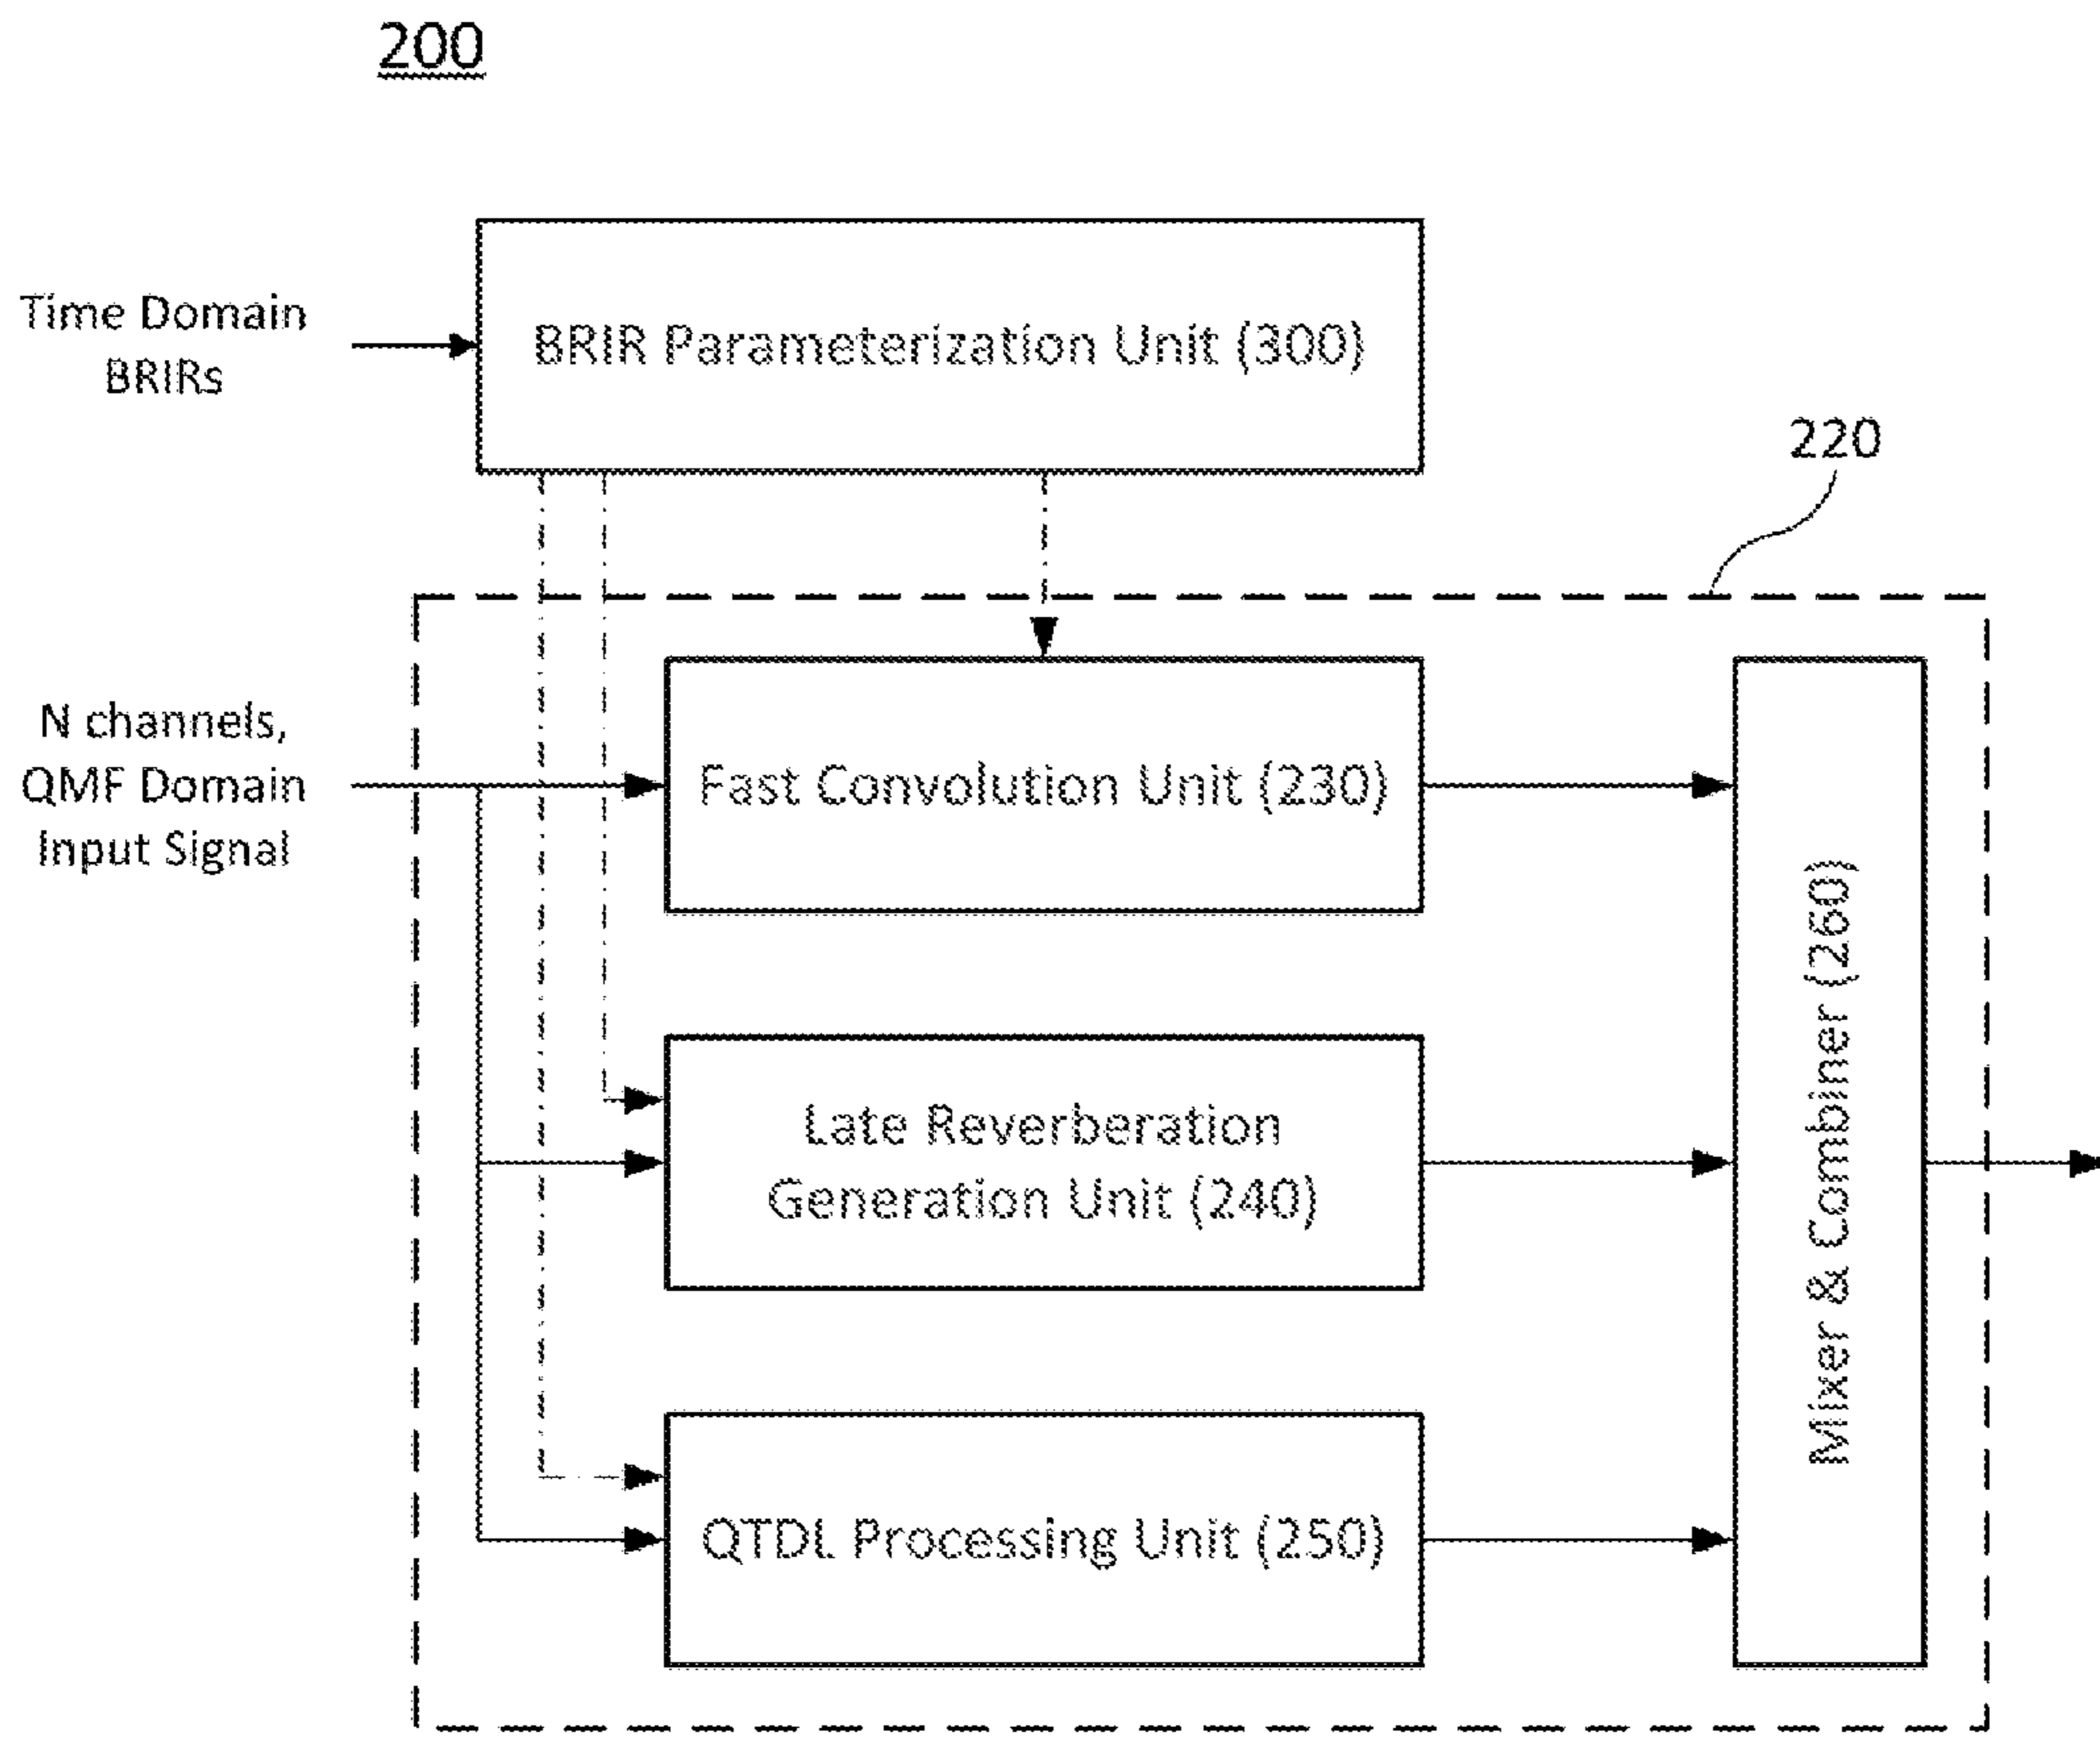 200
Time Domain
BRIRs
BRIR Parameterization Unit (300)
220
N channels,
QMF Domain
Input Signal
Fast Convolution Unit (230)
Late Reverberation
Generation Unit (240)
QTDL Processing Unit (250)
Mixer & Combiner (260)